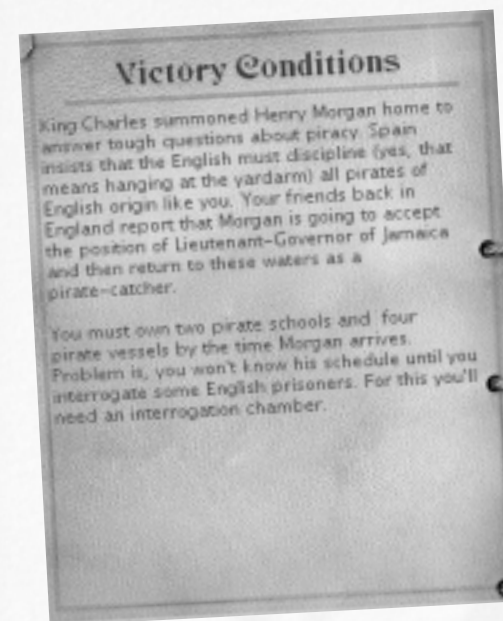 Victory Conditions
King Charles summoned Henry Morgan home to
answer tough questions about piracy. Spain
insists that the English must discipline (yes, that
means hanging at the yardarm) all pirates of
English origin like you. Your friends back in
England report that Morgan is going to accept
the position of Lieutenant-Governor of Jamaica
and then return to these waters as a
pirate-catcher.
You must own two pirate schools and four
pirate vessels by the time Morgan arrives.
Problem is, you won't know his schedule until you
interrogate some English prisoners. For this you'll
need an interrogation chamber.